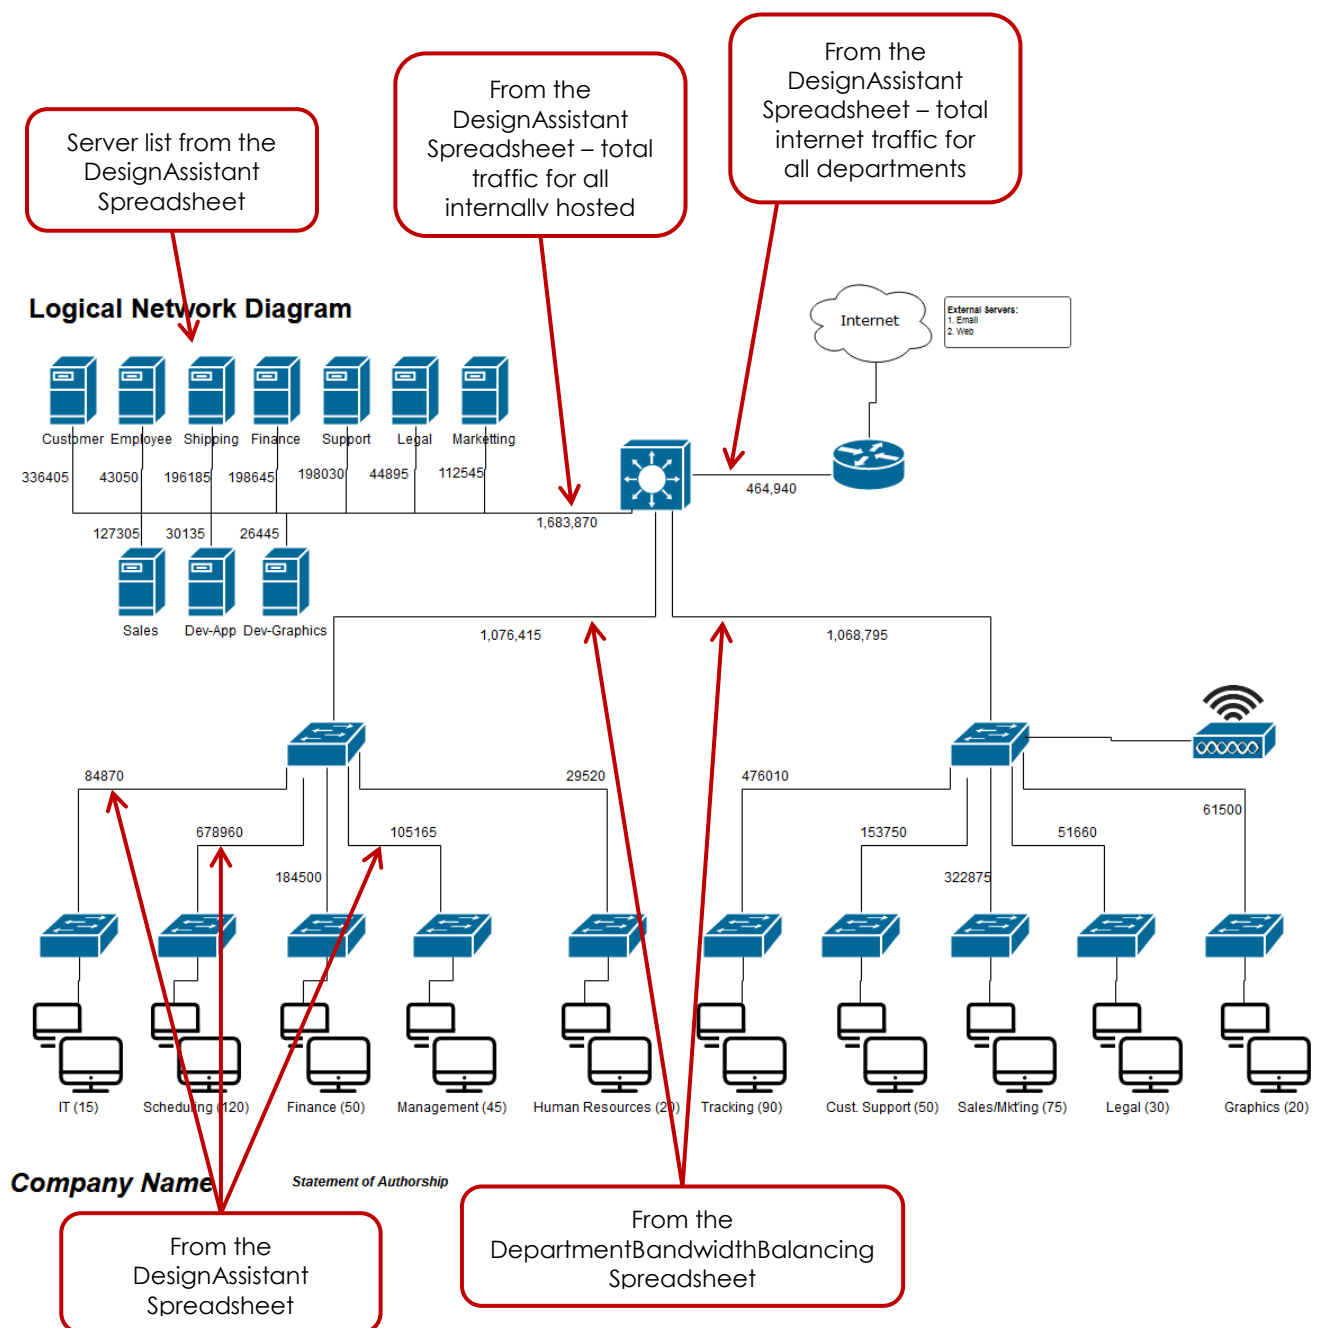 From the
DesignAssistant
Spreadsheet – total
internet traffic for
all departments
From the
DesignAssistant
Spreadsheet – total
traffic for all
internally hosted
Server list from the
DesignAssistant
Spreadsheet
Logical Network Diagram
Internet
External Servers:
1. Email
2. Web
Customer Employee Shipping Finance Support Legal Marketting
336405 43050 196185 198645 198030 44895 112545
464,940
1,683,870
127305 30135 26445
Sales Dev-App Dev-Graphics
1,076,415 1,068,795
84870 29520 476010
61500
678960 105165 153750 51660
184500 322875
IT (15) Scheduling (120) Finance (50) Management (45) Human Resources (20) Tracking (90) Cust. Support (50) Sales/Mkt'ing (75) Legal (30) Graphics (20)
Company Name Statement of Authorship
From the
DesignAssistant
Spreadsheet
From the
DepartmentBandwidthBalancing
Spreadsheet